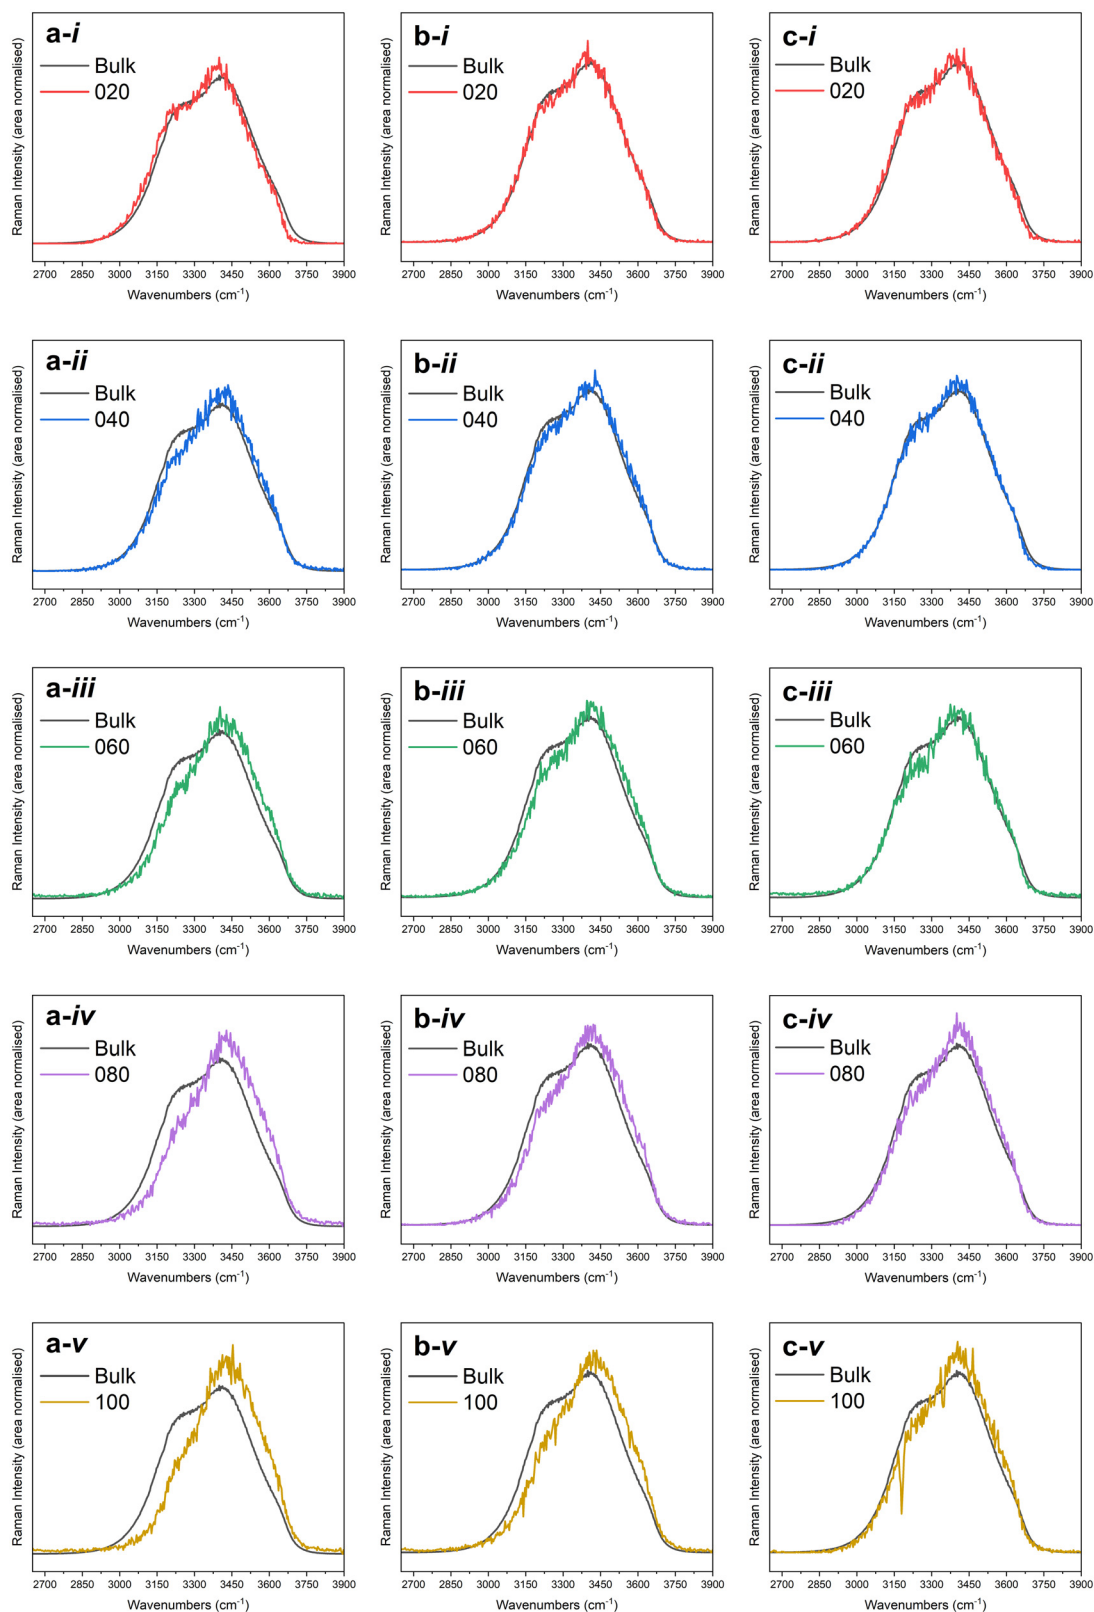 a-i
Bulk
020
Raman Intensity (area normalised)
2700 2850 3000 3150 3300 3450 3600 3750 3900
Wavenumbers (cm-1)
b-i
Bulk
020
Raman Intensity (area normalised)
2700 2850 3000 3150 3300 3450 3600 3750 3900
Wavenumbers (cm-1)
c-i
Bulk
020
Raman Intensity (area normalised)
2700 2850 3000 3150 3300 3450 3600 3750 3900
Wavenumbers (cm-1)
a-ii
Bulk
040
Raman Intensity (area normalised)
2700 2850 3000 3150 3300 3450 3600 3750 3900
Wavenumbers (cm-1)
b-ii
Bulk
040
Raman Intensity (area normalised)
2700 2850 3000 3150 3300 3450 3600 3750 3900
Wavenumbers (cm-1)
c-ii
Bulk
040
Raman Intensity (area normalised)
2700 2850 3000 3150 3300 3450 3600 3750 3900
Wavenumbers (cm-1)
a-iii
Bulk
060
Raman Intensity (area normalised)
2700 2850 3000 3150 3300 3450 3600 3750 3900
Wavenumbers (cm-1)
b-iii
Bulk
060
Raman Intensity (area normalised)
2700 2850 3000 3150 3300 3450 3600 3750 3900
Wavenumbers (cm-1)
c-iii
Bulk
060
Raman Intensity (area normalised)
2700 2850 3000 3150 3300 3450 3600 3750 3900
Wavenumbers (cm-1)
a-iv
Bulk
080
Raman Intensity (area normalised)
2700 2850 3000 3150 3300 3450 3600 3750 3900
Wavenumbers (cm-1)
b-iv
Bulk
080
Raman Intensity (area normalised)
2700 2850 3000 3150 3300 3450 3600 3750 3900
Wavenumbers (cm-1)
c-iv
Bulk
080
Raman Intensity (area normalised)
2700 2850 3000 3150 3300 3450 3600 3750 3900
Wavenumbers (cm-1)
a-v
Bulk
100
Raman Intensity (area normalised)
2700 2850 3000 3150 3300 3450 3600 3750 3900
Wavenumbers (cm-1)
b-v
Bulk
100
Raman Intensity (area normalised)
2700 2850 3000 3150 3300 3450 3600 3750 3900
Wavenumbers (cm-1)
c-v
Bulk
100
Raman Intensity (area normalised)
2700 2850 3000 3150 3300 3450 3600 3750 3900
Wavenumbers (cm-1)